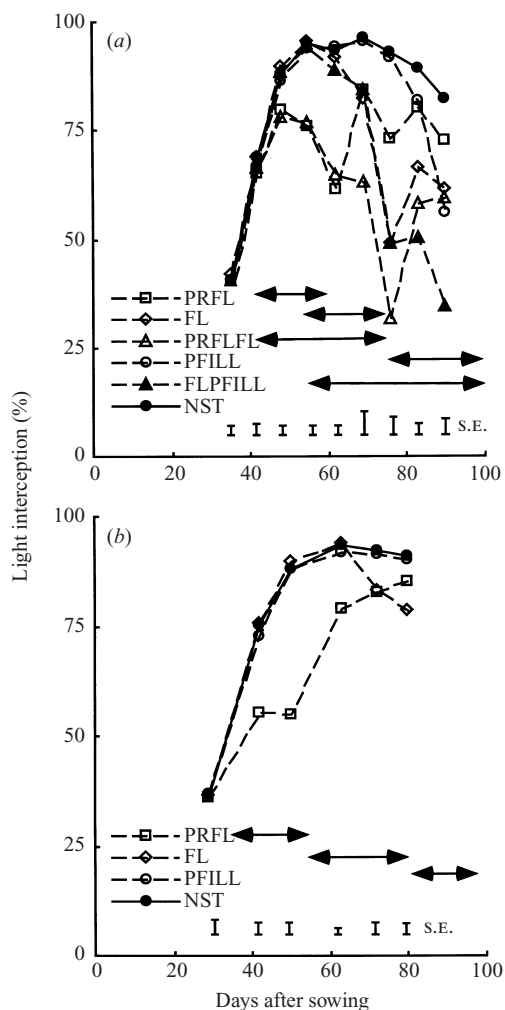 100
(a)
75
50
PRFL
FL
PRFLFL
25
PFILL
FLPFILL
NST
S.E.
0
0 20 40 60 80 100
Light interception (%)
100
(b)
75
50
PRFL
25
FL
PFILL
NST
S.E.
0
0 20 40 60 80 100
Days after sowing